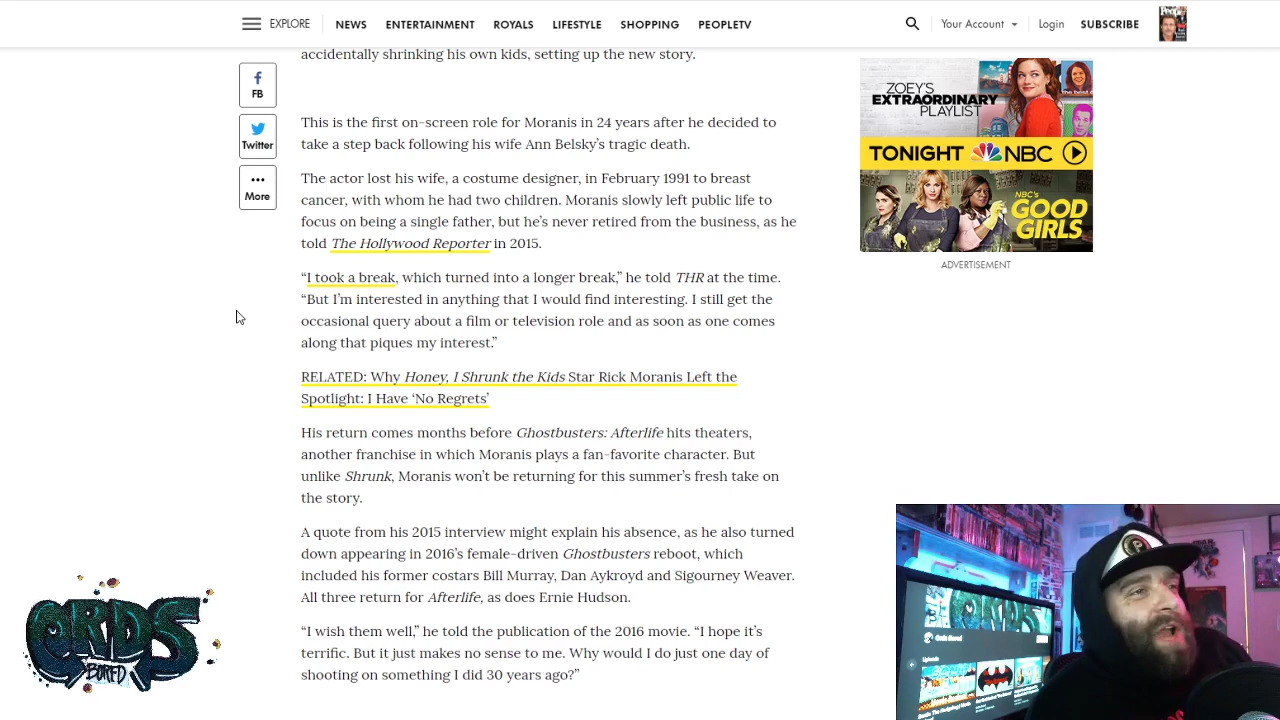 EXPLORE
NEWS
ENTERTAINMENT
ROYALS
LIFESTYLE
SHOPPING
PEOPLETV
Your Account
Login
SUBSCRIBE
accidentally shrinking his own kids, setting up the new story.
FB
Twitter
More
This is the first on-screen role for Moranis in 24 years after he decided to
take a step back following his wife Ann Belsky’s tragic death.
The actor lost his wife, a costume designer, in February 1991 to breast
cancer, with whom he had two children. Moranis slowly left public life to
focus on being a single father, but he’s never retired from the business, as he
told The Hollywood Reporter in 2015.
“I took a break, which turned into a longer break,” he told THR at the time.
“But I’m interested in anything that I would find interesting. I still get the
occasional query about a film or television role and as soon as one comes
along that piques my interest.”
RELATED: Why Honey, I Shrunk the Kids Star Rick Moranis Left the
Spotlight: I Have ‘No Regrets’
His return comes months before Ghostbusters: Afterlife hits theaters,
another franchise in which Moranis plays a fan-favorite character. But
unlike Shrunk, Moranis won’t be returning for this summer’s fresh take on
the story.
A quote from his 2015 interview might explain his absence, as he also turned
down appearing in 2016’s female-driven Ghostbusters reboot, which
included his former costars Bill Murray, Dan Aykroyd and Sigourney Weaver.
All three return for Afterlife, as does Ernie Hudson.
“I wish them well,” he told the publication of the 2016 movie. “I hope it’s
terrific. But it just makes no sense to me. Why would I do just one day of
shooting on something I did 30 years ago?”
ZOEY'S
EXTRAORDINARY
PLAYLIST
TONIGHT NBC
NBC's
GOOD
GIRLS
ADVERTISEMENT
ORDS
BORED